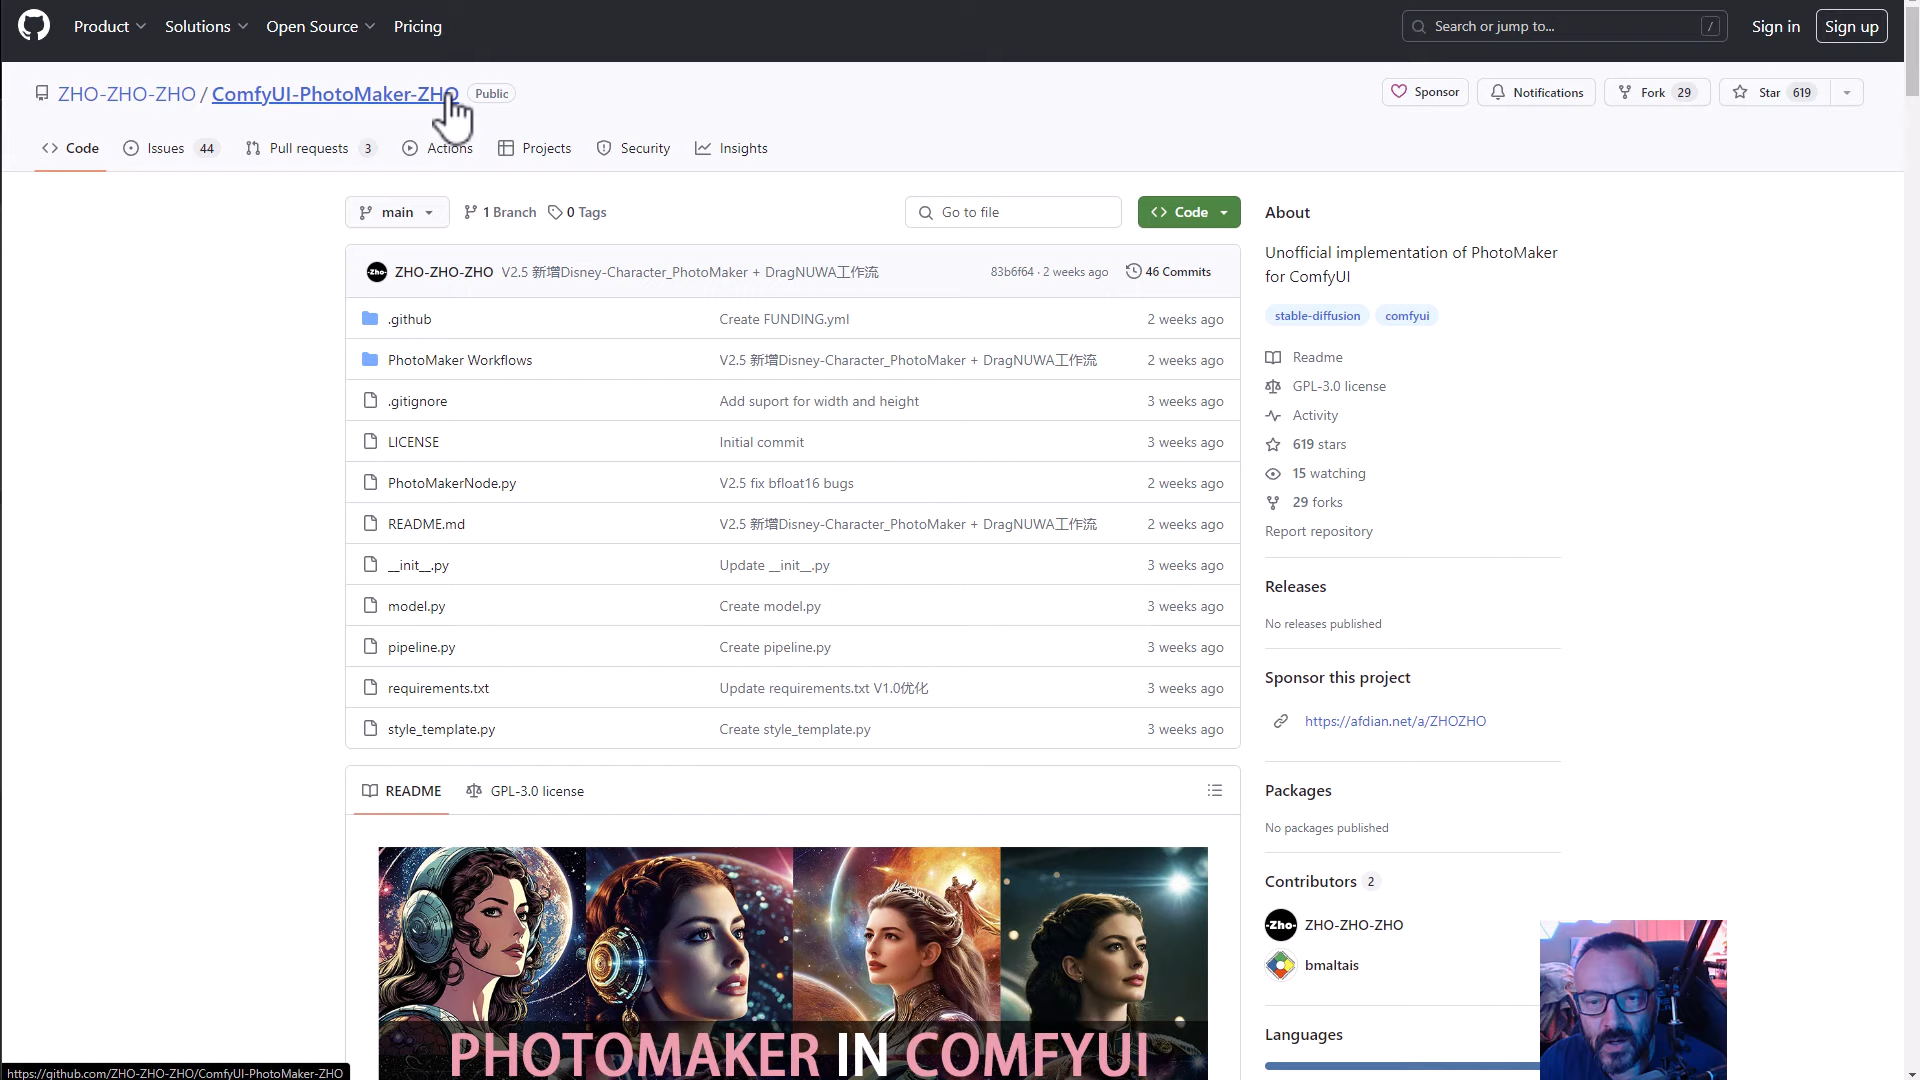 Product Solutions Open Source Pricing Search or jump to... / Sign in Sign up
ZHO-ZHO-ZHO / ComfyUI-PhotoMaker-ZHO Public Sponsor Notifications Fork 29 Star 619
Code Issues 44 Pull requests 3 Actions Projects Security Insights
main 1 Branch 0 Tags Go to file Code
-Zho- ZHO-ZHO-ZHO V2.5 新增Disney-Character_PhotoMaker + DragNUWA工作流 83b6f64 · 2 weeks ago 46 Commits
.github Create FUNDING.yml 2 weeks ago
PhotoMaker Workflows V2.5 新增Disney-Character_PhotoMaker + DragNUWA工作流 2 weeks ago
.gitignore Add suport for width and height 3 weeks ago
LICENSE Initial commit 3 weeks ago
PhotoMakerNode.py V2.5 fix bfloat16 bugs 2 weeks ago
README.md V2.5 新增Disney-Character_PhotoMaker + DragNUWA工作流 2 weeks ago
__init__.py Update __init__.py 3 weeks ago
model.py Create model.py 3 weeks ago
pipeline.py Create pipeline.py 3 weeks ago
requirements.txt Update requirements.txt V1.0优化 3 weeks ago
style_template.py Create style_template.py 3 weeks ago
README GPL-3.0 license
PHOTOMAKER IN COMFYUI
About
Unofficial implementation of PhotoMaker
for ComfyUI
stable-diffusion comfyui
Readme
GPL-3.0 license
Activity
619 stars
15 watching
29 forks
Report repository
Releases
No releases published
Sponsor this project
https://afdian.net/a/ZHOZHO
Packages
No packages published
Contributors 2
-Zho- ZHO-ZHO-ZHO
bmaltais
Languages
https://github.com/ZHO-ZHO-ZHO/ComfyUI-PhotoMaker-ZHO